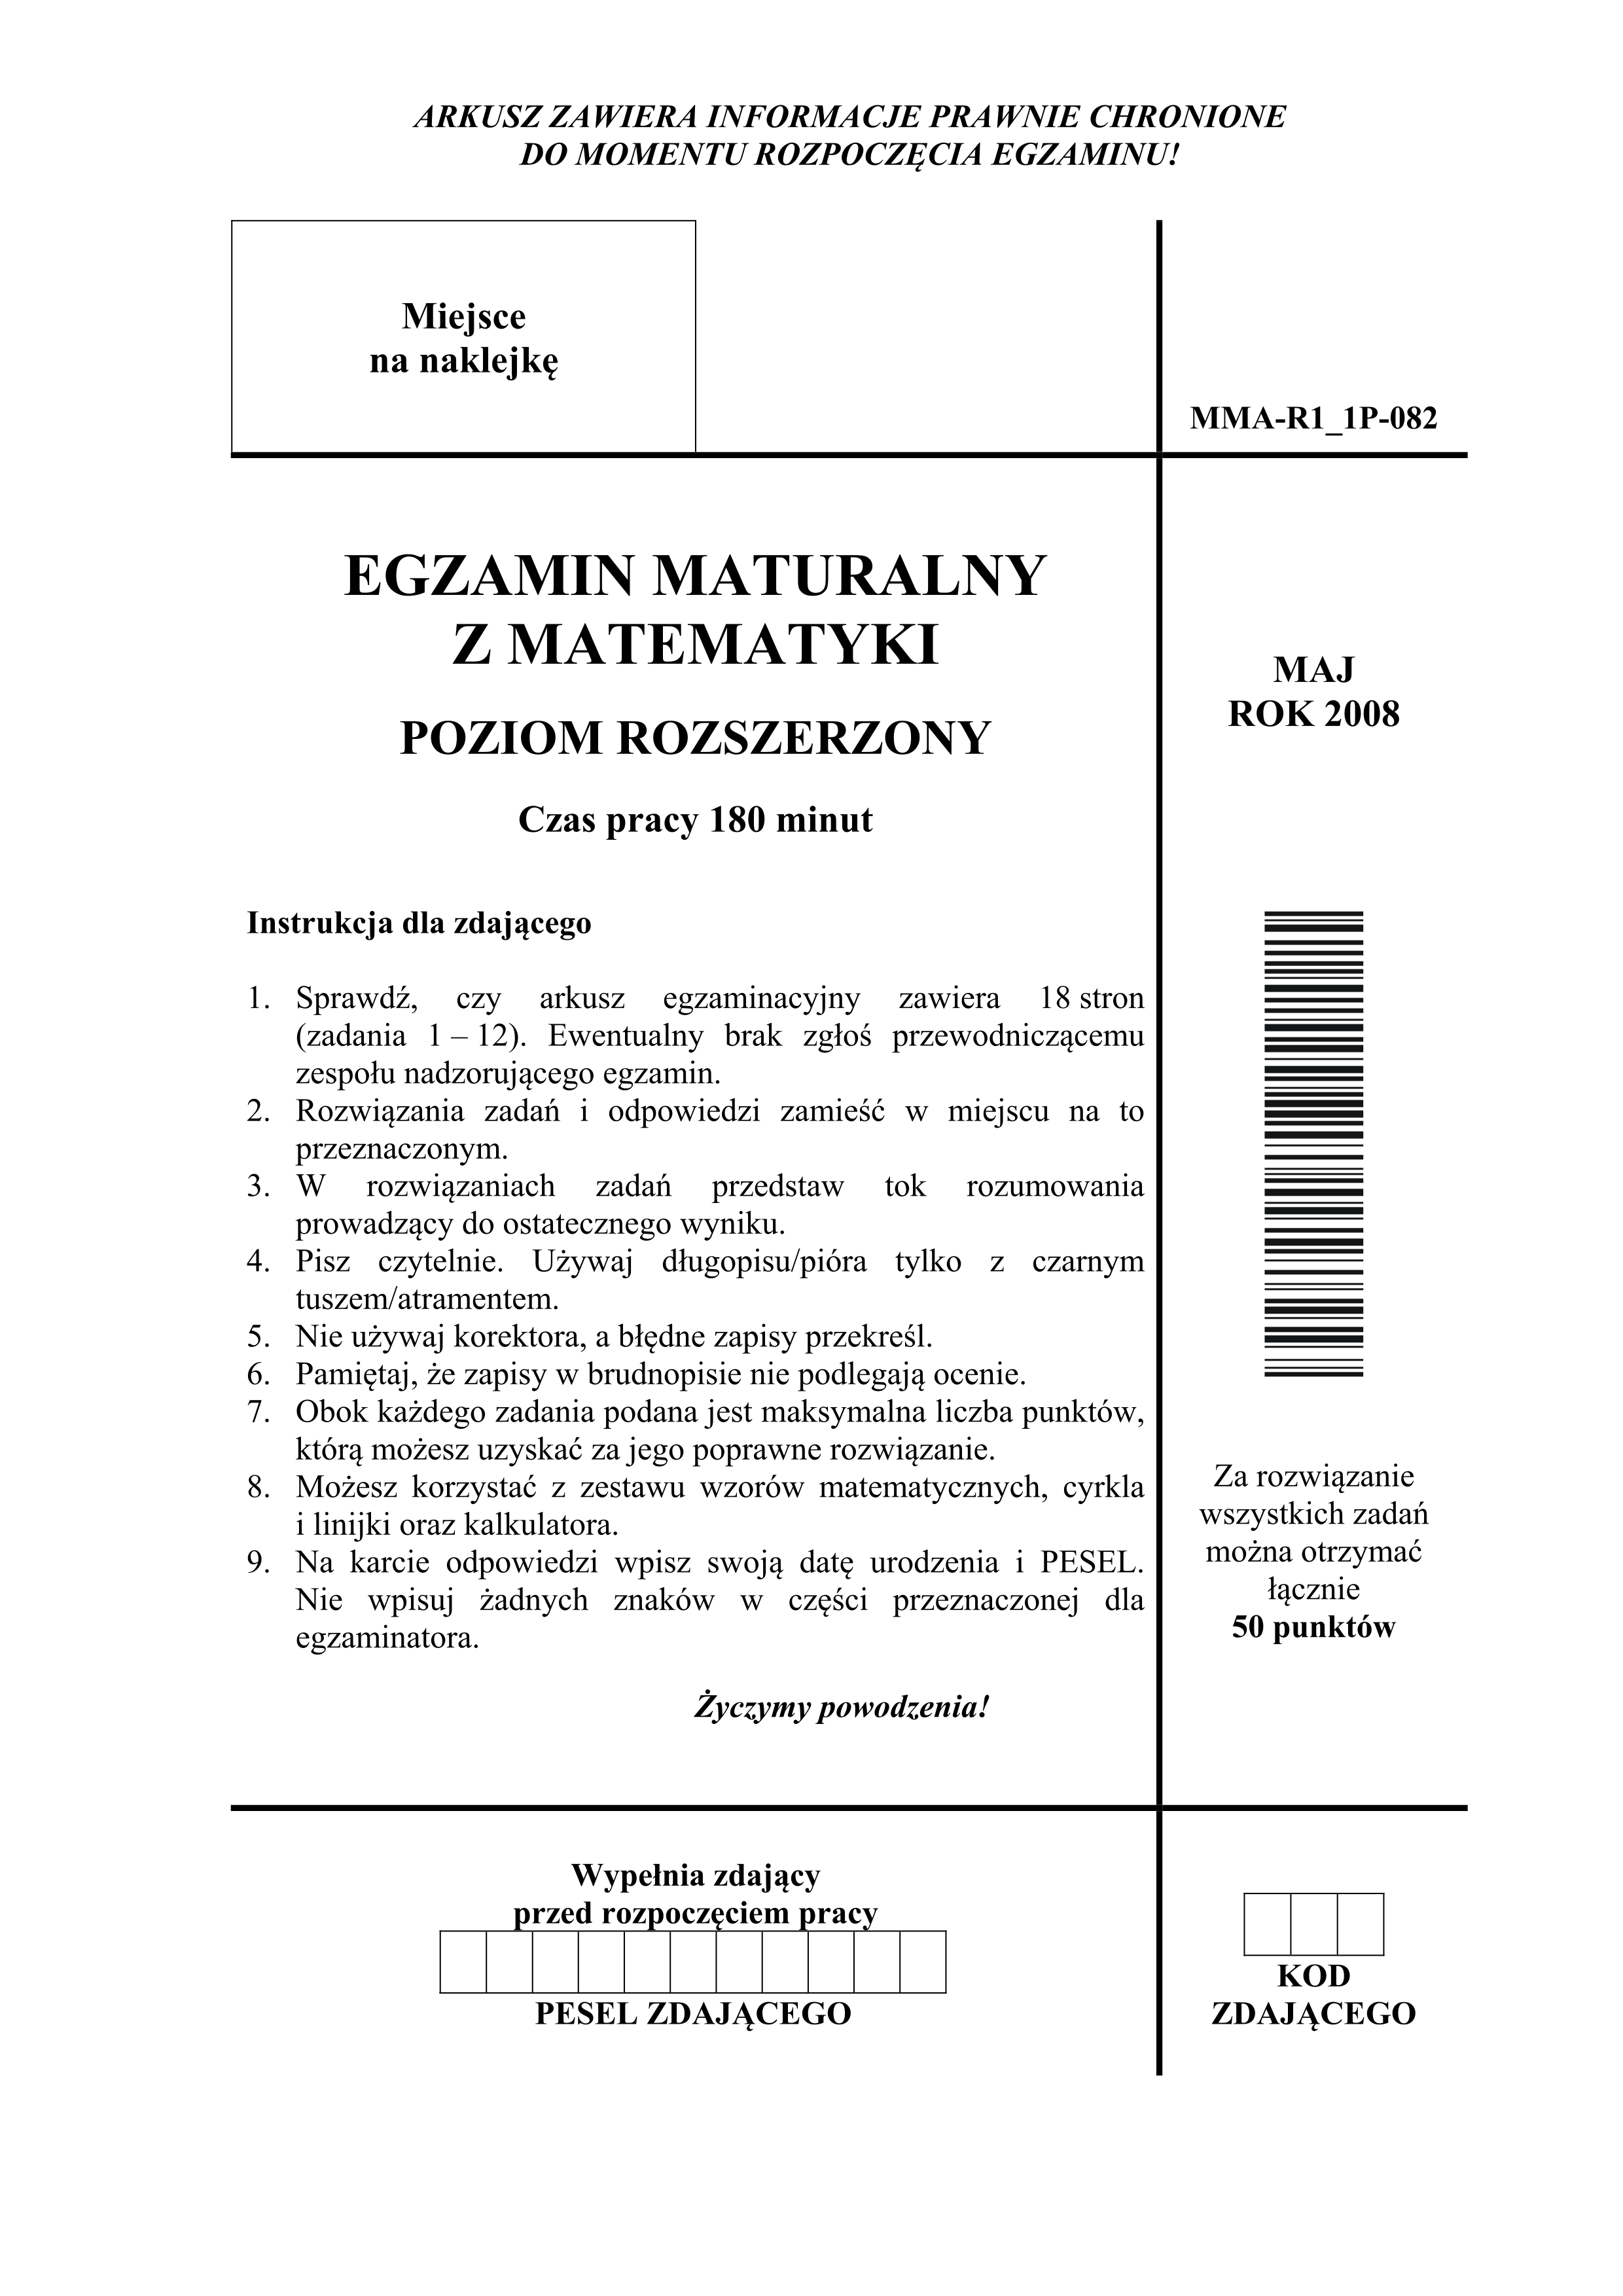 ARKUSZ ZAWIERA INFORMACJE PRAWNIE CHRONIONE
DO MOMENTU ROZPOCZĘCIA EGZAMINU!
Miejsce
na naklejkę
MMA-R1_1P-082
EGZAMIN MATURALNY
Z MATEMATYKI
POZIOM ROZSZERZONY
Czas pracy 180 minut
MAJ
ROK 2008
Instrukcja dla zdającego
1. Sprawdź, czy arkusz egzaminacyjny zawiera 18 stron
(zadania 1 – 12). Ewentualny brak zgłoś przewodniczącemu
zespołu nadzorującego egzamin.
2. Rozwiązania zadań i odpowiedzi zamieść w miejscu na to
przeznaczonym.
3. W rozwiązaniach zadań przedstaw tok rozumowania
prowadzący do ostatecznego wyniku.
4. Pisz czytelnie. Używaj długopisu/pióra tylko z czarnym
tuszem/atramentem.
5. Nie używaj korektora, a błędne zapisy przekreśl.
6. Pamiętaj, że zapisy w brudnopisie nie podlegają ocenie.
7. Obok każdego zadania podana jest maksymalna liczba punktów,
którą możesz uzyskać za jego poprawne rozwiązanie.
8. Możesz korzystać z zestawu wzorów matematycznych, cyrkla
i linijki oraz kalkulatora.
9. Na karcie odpowiedzi wpisz swoją datę urodzenia i PESEL.
Nie wpisuj żadnych znaków w części przeznaczonej dla
egzaminatora.
Życzymy powodzenia!
Za rozwiązanie
wszystkich zadań
można otrzymać
łącznie
50 punktów
Wypełnia zdający
przed rozpoczęciem pracy
PESEL ZDAJĄCEGO
KOD
ZDAJĄCEGO